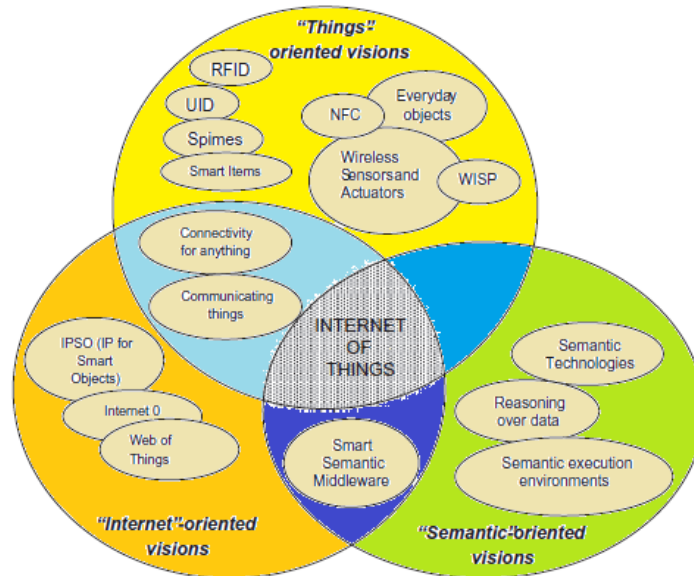 “Things”-
oriented visions
RFID
UID
Spimes
Smart Items
NFC
Everyday
objects
Wireless
Sensorsand
Actuators
WISP
Connectivity
for anything
Communicating
things
INTERNET
OF
THINGS
IPSO (IP for
Smart
Objects)
Internet 0
Web of
Things
Semantic
Technologies
Reasoning
over data
Semantic execution
environments
Smart
Semantic
Middleware
“Internet”-oriented
visions
“Semantic-oriented
visions